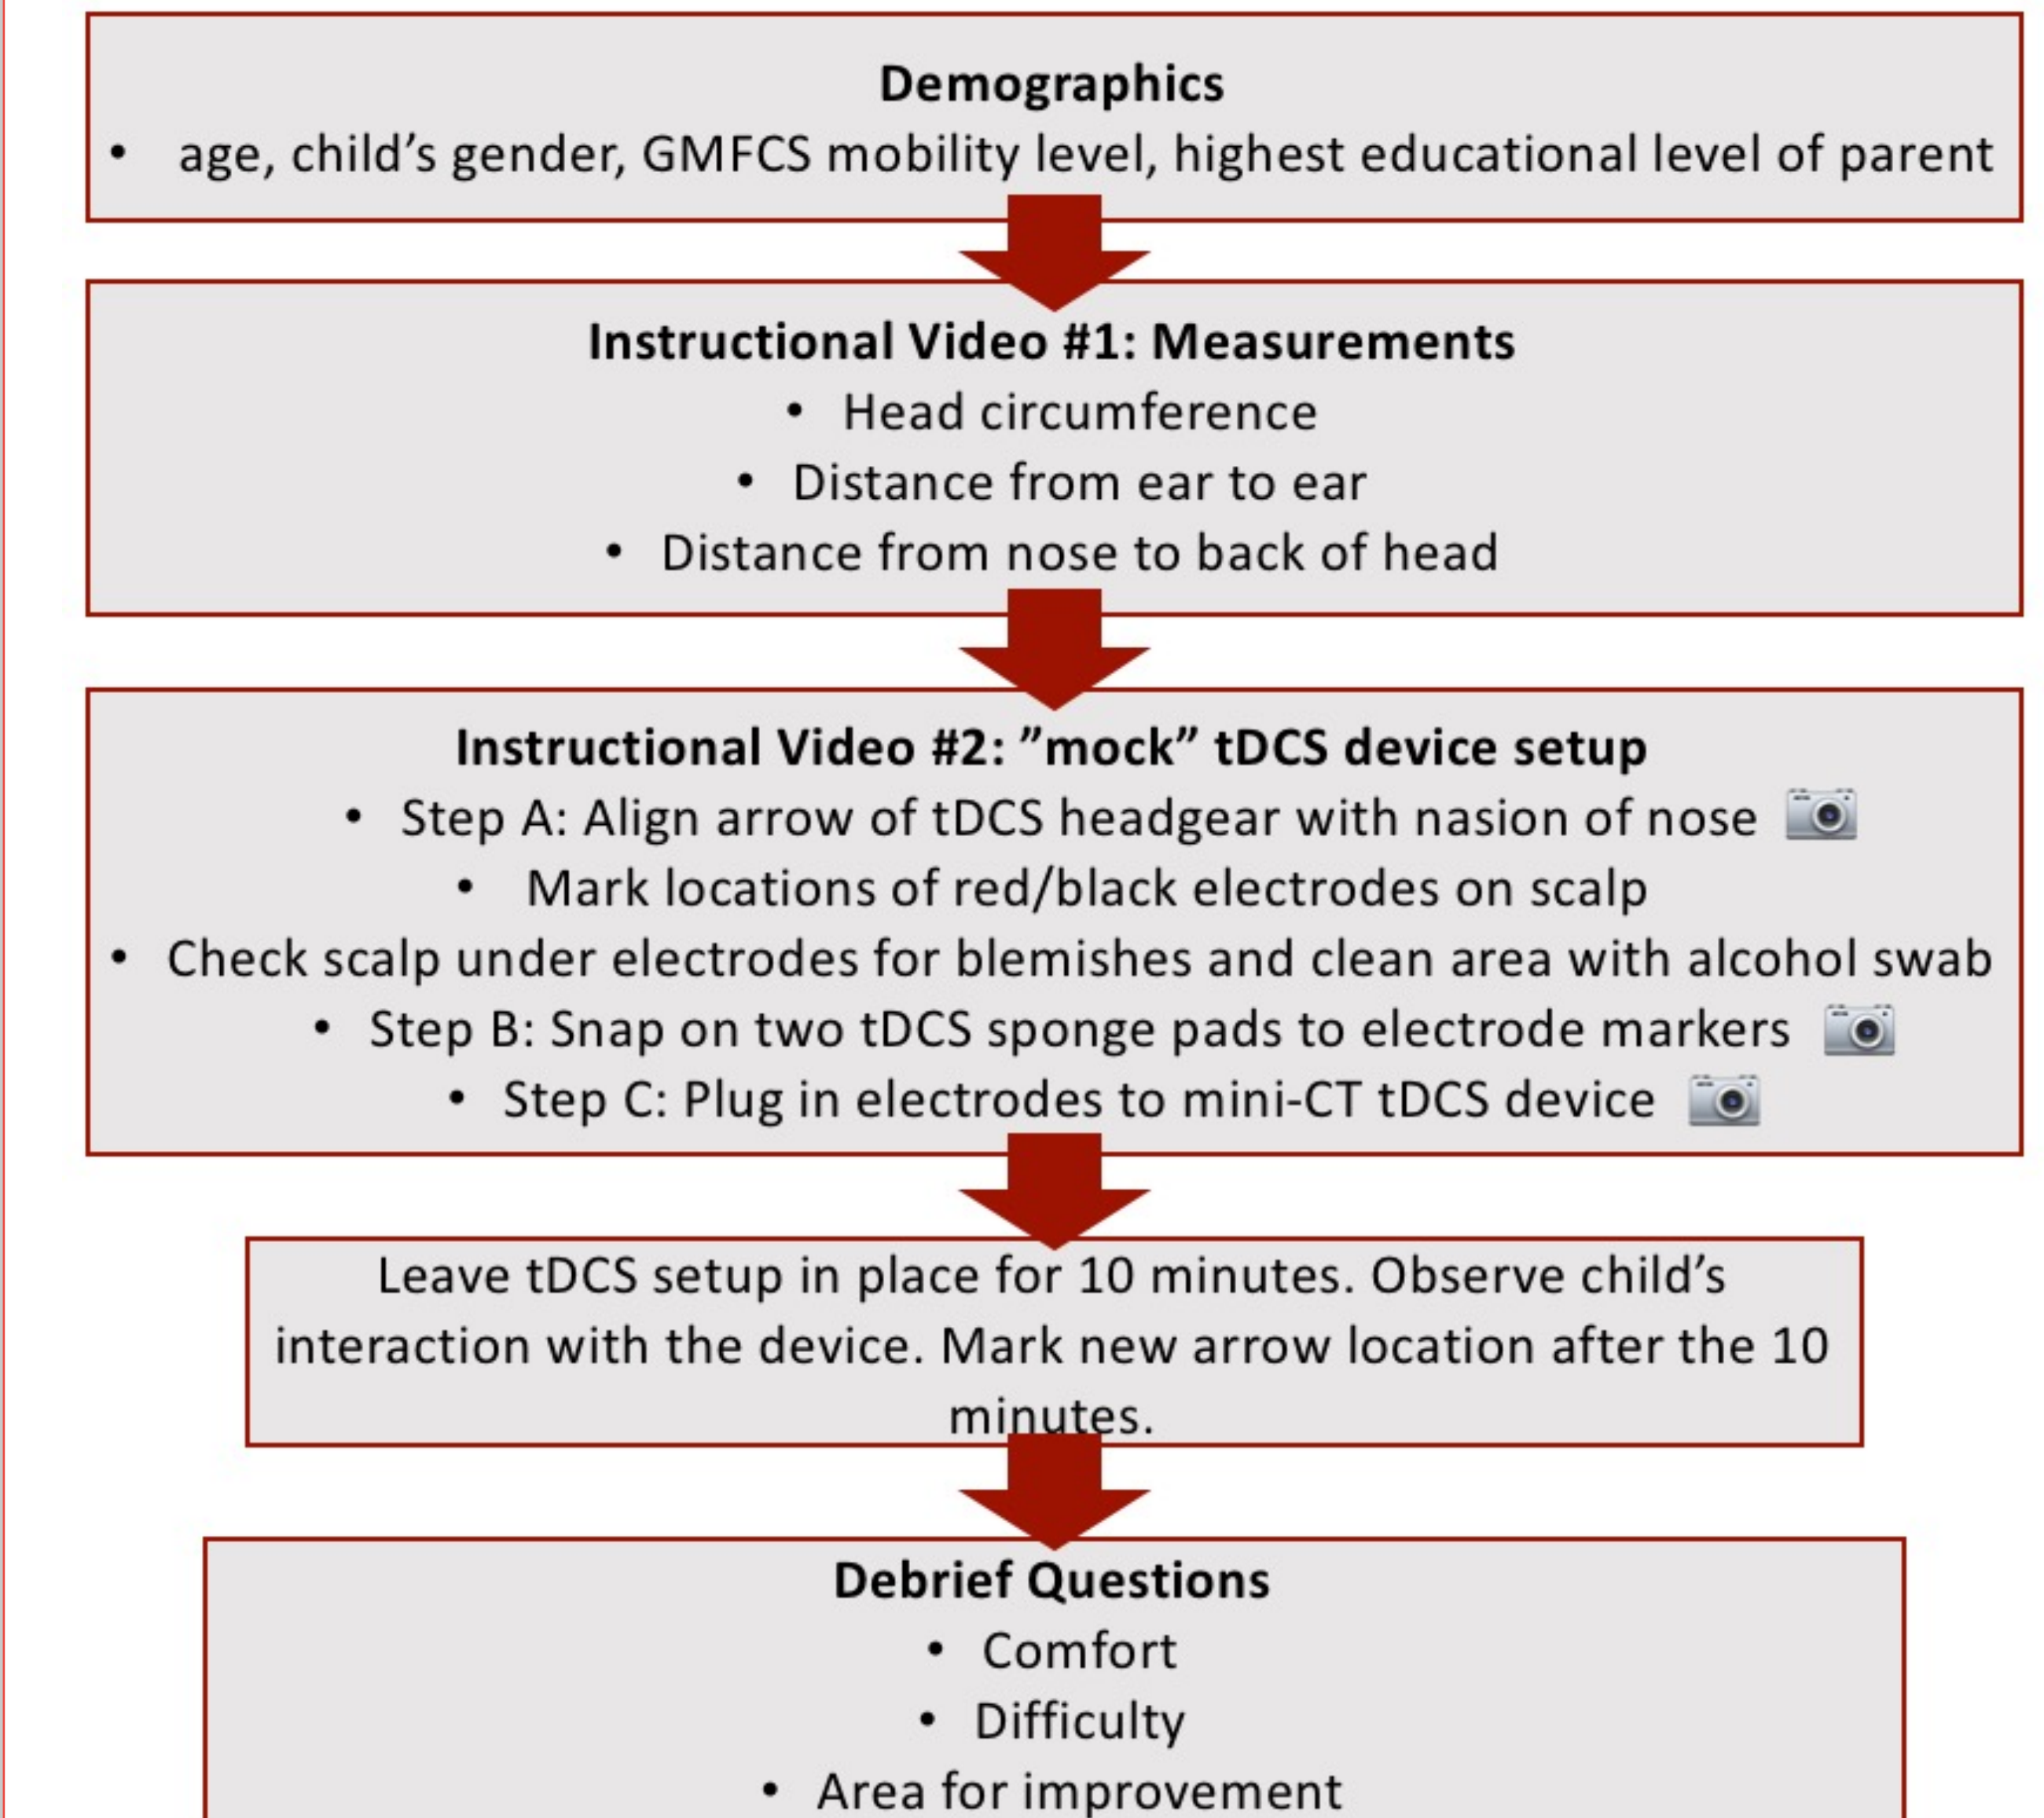 Demographics
• age, child’s gender, GMFCS mobility level, highest educational level of parent
Instructional Video #1: Measurements
• Head circumference
• Distance from ear to ear
• Distance from nose to back of head
Instructional Video #2: ”mock” tDCS device setup
• Step A: Align arrow of tDCS headgear with nasion of nose
• Mark locations of red/black electrodes on scalp
• Check scalp under electrodes for blemishes and clean area with alcohol swab
• Step B: Snap on two tDCS sponge pads to electrode markers
• Step C: Plug in electrodes to mini-CT tDCS device
Leave tDCS setup in place for 10 minutes. Observe child’s
interaction with the device. Mark new arrow location after the 10
minutes.
Debrief Questions
• Comfort
• Difficulty
• Area for improvement